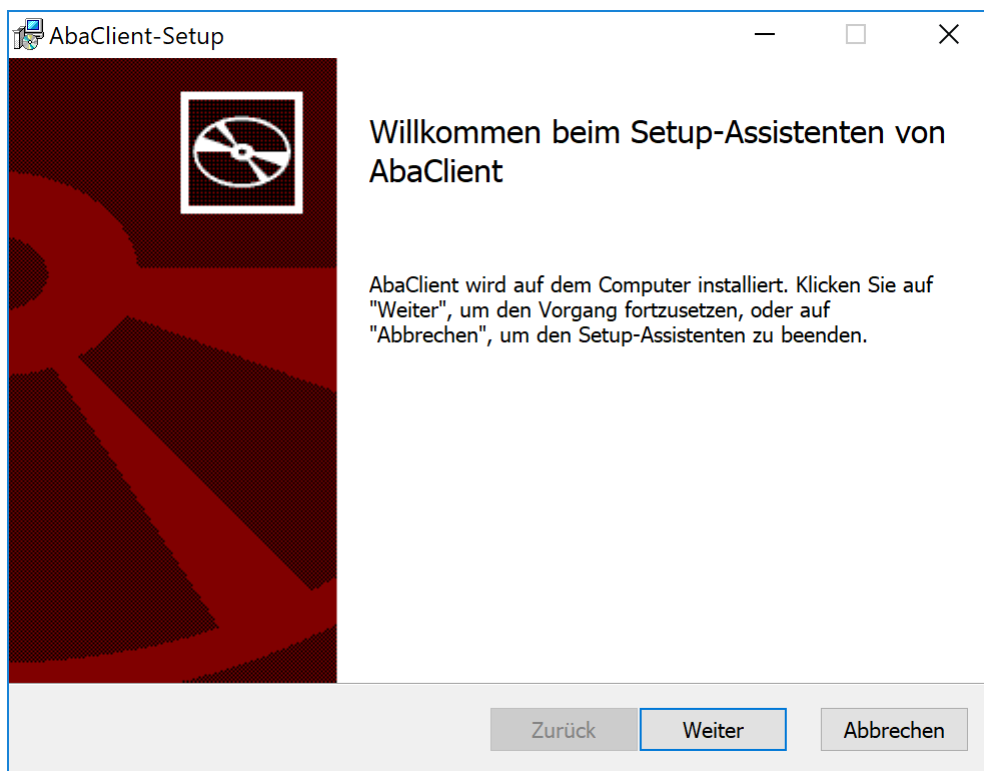 AbaClient-Setup
Willkommen beim Setup-Assistenten von
AbaClient
AbaClient wird auf dem Computer installiert. Klicken Sie auf
"Weiter", um den Vorgang fortzusetzen, oder auf
"Abbrechen", um den Setup-Assistenten zu beenden.
Zurück Weiter Abbrechen